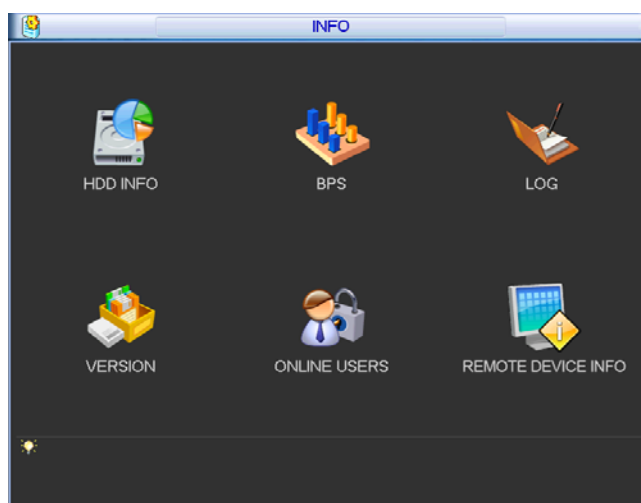 INFO
HDD INFO
BPS
LOG
VERSION
ONLINE USERS
REMOTE DEVICE INFO